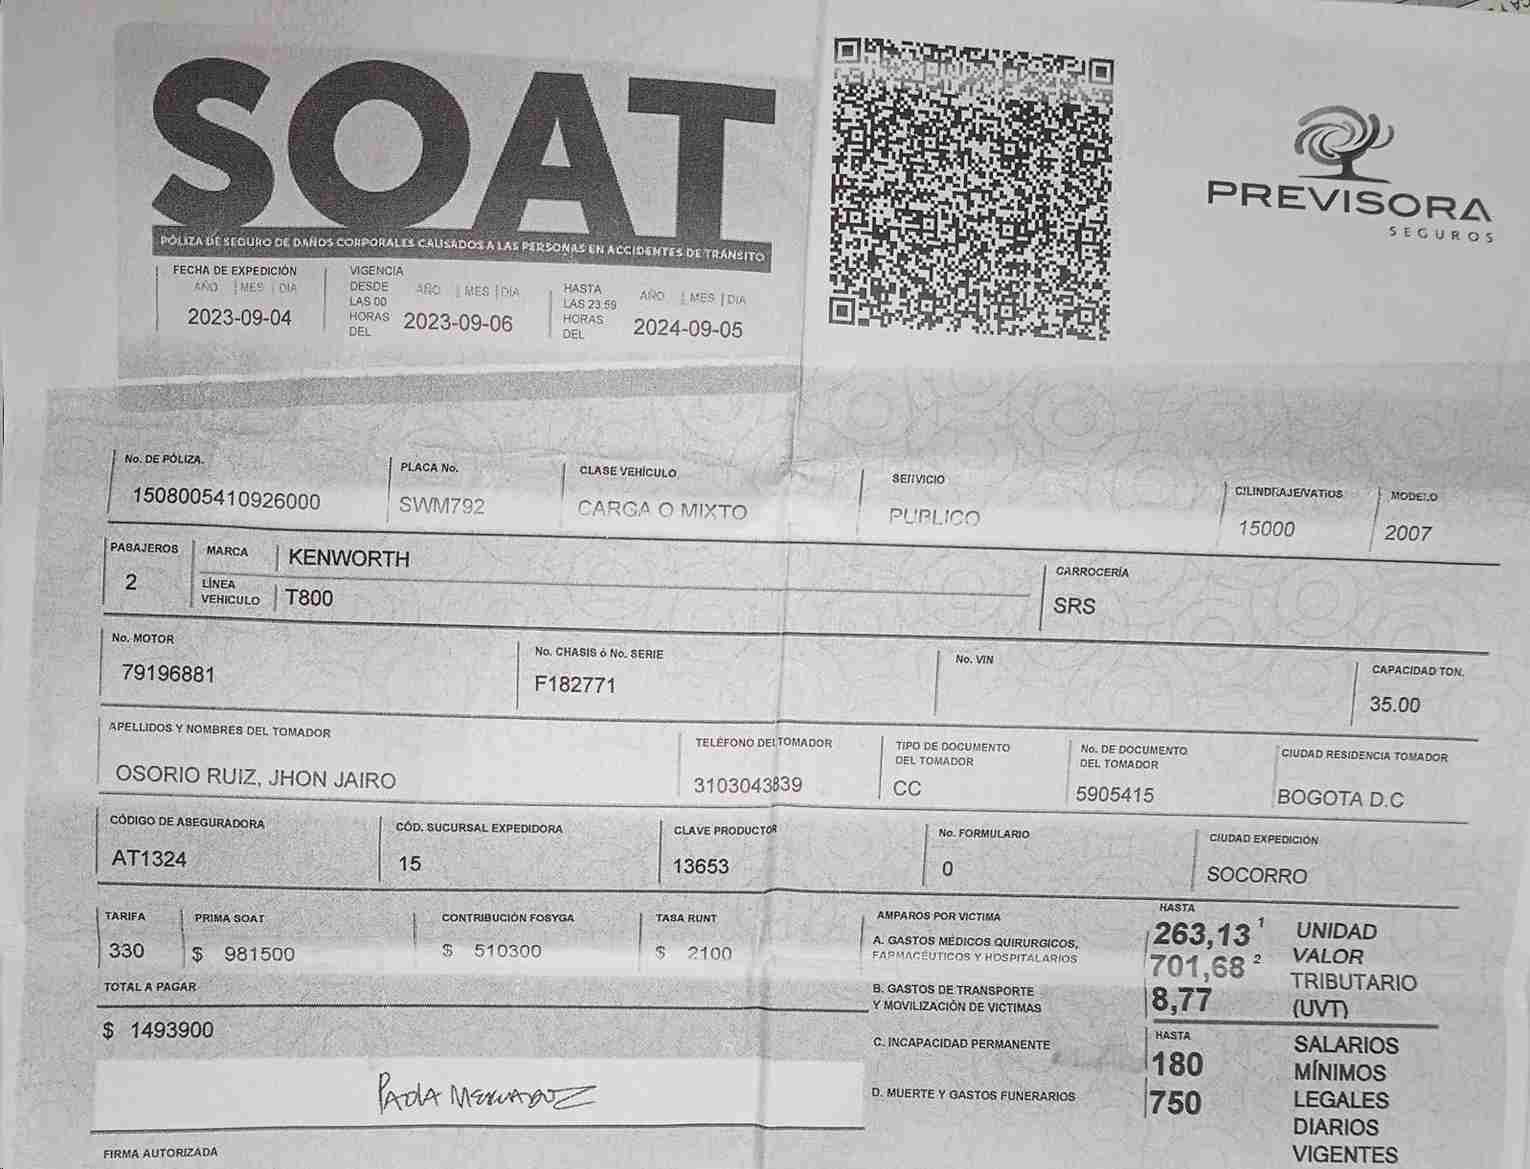 SOAT
PÓLIZA DE SEGURO DE DAÑOS CORPORALES CAUSADOS A LAS PERSONAS EN ACCIDENTES DE TRÁNSITO
PREVISORA
SEGUROS
FECHA DE EXPEDICIÓN
AÑO | MES | DIA
2023-09-04
VIGENCIA
DESDE
LAS 00
HORAS
DEL
AÑO | MES | DIA
2023-09-06
HASTA
LAS 23:59
HORAS
DEL
AÑO | MES | DIA
2024-09-05
No. DE PÓLIZA.
1508005410926000
PLACA No.
SWM792
CLASE VEHÍCULO
CARGA O MIXTO
SERVICIO
PUBLICO
CILINDRAJE/VATIOS
15000
MODELO
2007
PASAJEROS
2
MARCA
KENWORTH
LÍNEA
VEHICULO
T800
CARROCERÍA
SRS
No. MOTOR
79196881
No. CHASIS ó No. SERIE
F182771
No. VIN
CAPACIDAD TON.
35.00
APELLIDOS Y NOMBRES DEL TOMADOR
OSORIO RUIZ, JHON JAIRO
TELÉFONO DEL TOMADOR
3103043839
TIPO DE DOCUMENTO
DEL TOMADOR
CC
No. DE DOCUMENTO
DEL TOMADOR
5905415
CIUDAD RESIDENCIA TOMADOR
BOGOTA D.C
CÓDIGO DE ASEGURADORA
AT1324
CÓD. SUCURSAL EXPEDIDORA
15
CLAVE PRODUCTOR
13653
No. FORMULARIO
0
CIUDAD EXPEDICIÓN
SOCORRO
TARIFA
330
PRIMA SOAT
$ 981500
CONTRIBUCIÓN FOSYGA
$ 510300
TASA RUNT
$ 2100
TOTAL A PAGAR
$ 1493900
AMPAROS POR VICTIMA
HASTA
A. GASTOS MÉDICOS QUIRURGICOS,
FARMACÉUTICOS Y HOSPITALARIOS
263,13 1
701,68 2
B. GASTOS DE TRANSPORTE
Y MOVILIZACIÓN DE VICTIMAS
8,77
UNIDAD
VALOR
TRIBUTARIO
(UVT)
C. INCAPACIDAD PERMANENTE
HASTA
180
D. MUERTE Y GASTOS FUNERARIOS
750
SALARIOS
MÍNIMOS
LEGALES
DIARIOS
VIGENTES
FIRMA AUTORIZADA